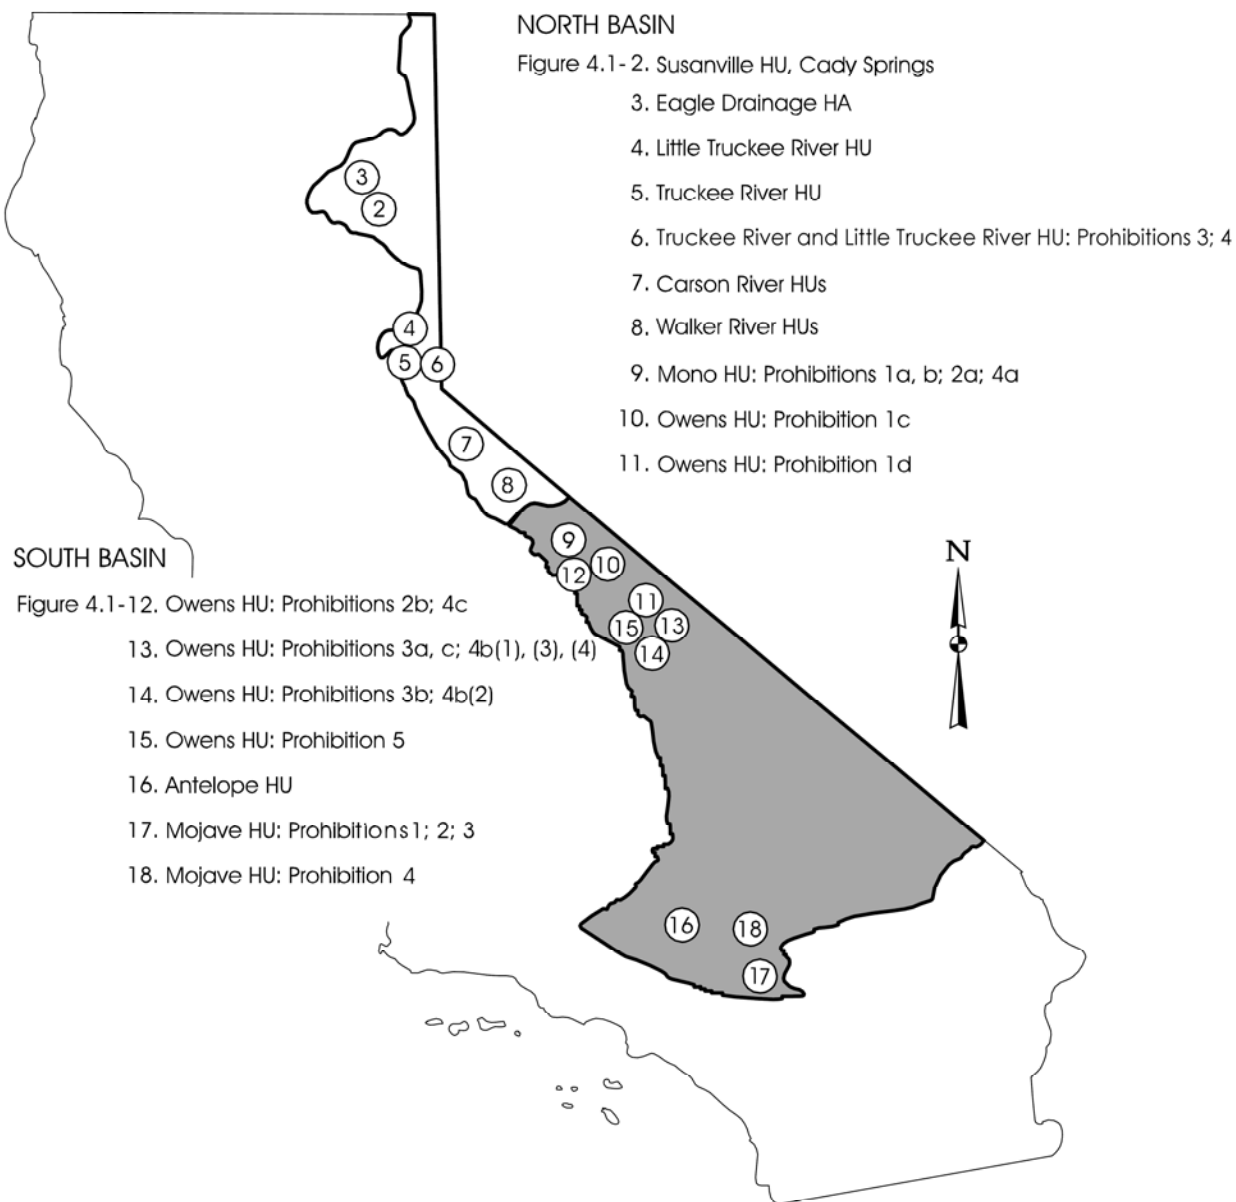 NORTH BASIN
Figure 4.1-2. Susanville HU, Cady Springs
3. Eagle Drainage HA
4. Little Truckee River HU
5. Truckee River HU
6. Truckee River and Little Truckee River HU: Prohibitions 3; 4
7. Carson River HUs
8. Walker River HUs
9. Mono HU: Prohibitions 1a, b; 2a; 4a
10. Owens HU: Prohibition 1c
11. Owens HU: Prohibition 1d
3
2
4
5
6
7
8
9
10
12
11
15
13
14
16
18
17
N
SOUTH BASIN
Figure 4.1-12. Owens HU: Prohibitions 2b; 4c
13. Owens HU: Prohibitions 3a, c; 4b(1), (3), (4)
14. Owens HU: Prohibitions 3b; 4b(2)
15. Owens HU: Prohibition 5
16. Antelope HU
17. Mojave HU: Prohibitions 1; 2; 3
18. Mojave HU: Prohibition 4